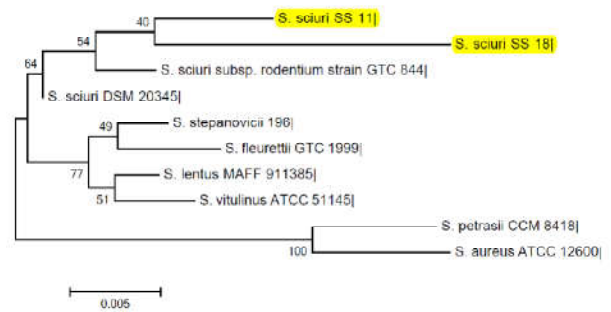 40
S. sciuri SS 11|
54
S. sciuri SS 18|
64
S. sciuri subsp. rodentium strain GTC 844|
S. sciuri DSM 20345|
S. stepanovicii 196|
49
S. fleurettii GTC 1999|
77
S. lentus MAFF 911385|
51
S. vitulinus ATCC 51145|
S. petrasii CCM 8418|
100
S. aureus ATCC 12600|
0.005